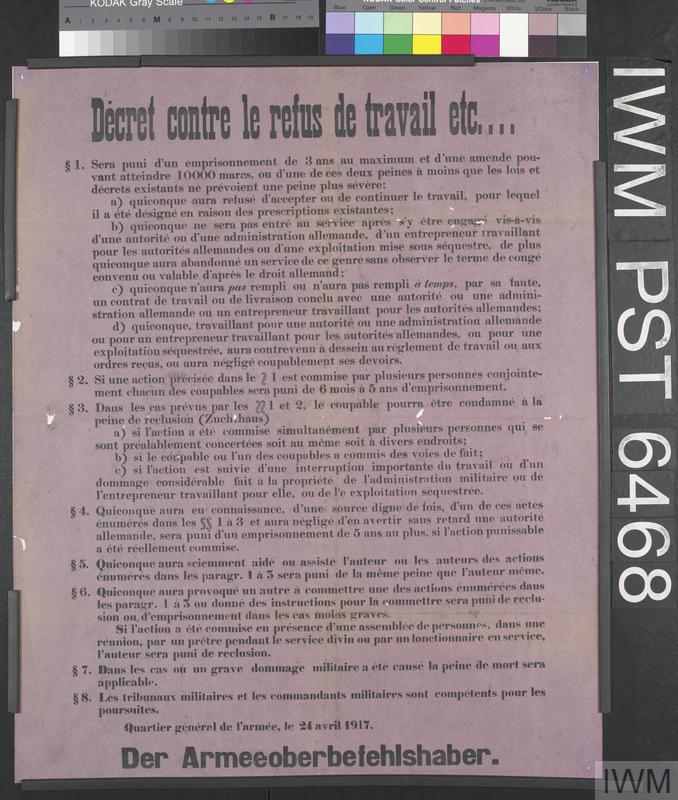 KODAK Gray Scale
KODAK Color Control Patches
Kodak
Blue Cyan Green Yellow Red Magenta White 3/Color Black
A 1 2 3 4 5 6 M 8 9 10 11 12 13 14 15 B 17 18 19
Décret contre le refus de travail etc....
§ 1. Sera puni d'un emprisonnement de 3 ans au maximum et d'une amende pou-
vant atteindre 10000 marcs, ou d'une de ces deux peines à moins que les lois et
décrets existants ne prévoient une peine plus sévère:
a) quiconque aura refusé d'accepter ou de continuer le travail, pour lequel
il a été désigné en raison des prescriptions existantes;
b) quiconque ne sera pas entré au service après s'y être engagé vis-à-vis
d'une autorité ou d'une administration allemande, d'un entrepreneur travaillant
pour les autorités allemandes ou d'une exploitation mise sous séquestre, de plus
quiconque aura abandonné un service de ce genre sans observer le terme de congé
convenu ou valable d'après le droit allemand;
c) quiconque n'aura pas rempli ou n'aura pas rempli à temps, par sa faute,
un contrat de travail ou de livraison conclu avec une autorité ou une admini-
stration allemande ou un entrepreneur travaillant pour les autorités allemandes;
d) quiconque, travaillant pour une autorité ou une administration allemande
ou pour un entrepreneur travaillant pour les autorités allemandes, ou pour une
exploitation séquestrée, aura contrevenu à dessein au règlement de travail ou aux
ordres reçus, ou aura négligé coupablement ses devoirs.
§ 2. Si une action précisée dans le § 1 est commise par plusieurs personnes conjointe-
ment chacun des coupables sera puni de 6 mois à 5 ans d'emprisonnement.
§ 3. Dans les cas prévus par les §§ 1 et 2, le coupable pourra être condamné à la
peine de reclusion (Zuchthaus)
a) si l'action a été commise simultanément par plusieurs personnes qui se
sont préalablement concertées soit au même soit à divers endroits;
b) si le coupable ou l'un des coupables a commis des voies de fait;
c) si l'action est suivie d'une interruption importante du travail ou d'un
dommage considérable fait à la propriété de l'administration militaire ou de
l'entrepreneur travaillant pour elle, ou de l'e exploitation séquestrée.
§ 4. Quiconque aura eu connaissance, d'une source digne de fois, d'un de ces actes
énumérés dans les §§ 1 à 3 et aura négligé d'en avertir sans retard une autorité
allemande, sera puni d'un emprisonnement de 5 ans au plus, si l'action punissable
a été réellement commise.
§ 5. Quiconque aura sciemment aidé ou assisté l'auteur ou les auteurs des actions
énumérés dans les paragr. 1 à 3 sera puni de la même peine que l'auteur même.
§ 6. Quiconque aura provoqué un autre à commettre une des actions énumérées dans
les paragr. 1 à 3 ou donné des instructions pour la commettre sera puni de reclu-
sion ou d'emprisonnement dans les cas moins graves.
Si l'action a été commise en présence d'une assemblée de personnes, dans une
réunion, par un prêtre pendant le service divin ou par un fonctionnaire en service,
l'auteur sera puni de reclusion.
§ 7. Dans les cas où un grave dommage militaire a été causé la peine de mort sera
applicable.
§ 8. Les tribunaux militaires et les commandants militaires sont compétents pour les
poursuites.
Quartier général de l'armée, le 24 avril 1917.
Der Armeeoberbefehlshaber.
IWM PST 6468
IWM